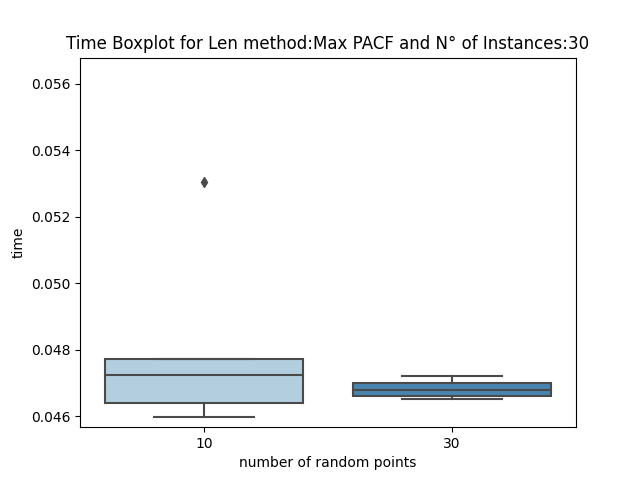 Time Boxplot for Len method:Max PACF and N° of Instances:30
0.056
0.054
0.052
0.050
0.048
0.046
time
10
30
number of random points